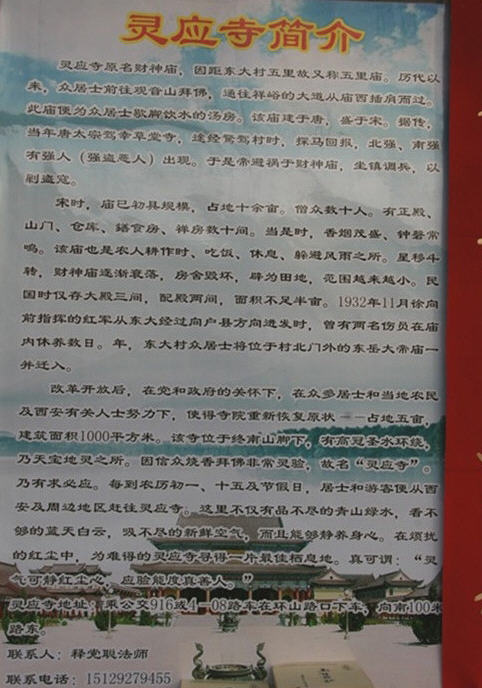 灵应寺简介
灵应寺原名财神庙，因距东大村五里故又称五里庙。历代以
来，众居士前往观音山拜佛，通往祥峪的大道从庙西插肩而过。
此庙便为众居士歇脚饮水的汤房。该庙建于唐，盛于宋。据传，
当年唐太宗驾幸草堂寺，途经鸳鸯村时，探马回报，北强、南强
有强人（强盗恶人）出现。于是帝避祸于财神庙，坐镇调兵，以
剿盗寇。
宋时，庙已初具规模，占地十余亩。僧众数十人。有正殿、
山门、仓库、膳食房、禅房数十间。当是时，香烟茂盛、钟磬常
鸣。该庙也是农人耕作时、吃饭、休息、躲避风雨之所。星移斗
转，财神庙逐渐衰落，房舍毁坏，辟为田地，范围越来越小。民
国时仅存大殿三间，配殿两间，面积不足半亩。1932年11月徐向
前指挥的红军从东大经过向户县方向进发时，曾有两名伤员在庙
内休养数日。年，东大村众居士将位于村北门外的东岳大帝庙一
并迁入。
改革开放后，在党和政府的关怀下，在众多居士和当地农民
及西安有关人士努力下，使得寺院重新恢复原状——占地五亩，
建筑面积1000平方米。该寺位于终南山脚下，有高冠圣水环绕，
乃天宝地灵之所。因信众烧香拜佛非常灵验，故名“灵应寺”。
乃有求必应。每到农历初一、十五及节假日，居士和游客便从西
安及周边地区赶往灵应寺。这里不仅有品不尽的青山绿水，看不
够的蓝天白云，吸不尽的新鲜空气，而且能够静养身心。在烦扰
的红尘中，为难得的灵应寺寻得一片最佳栖息地。真可谓：“灵
气可静红尘心，应验能度真善人。”
灵应寺地址：乘公交916或4-08路车在环山路口下车，向南100米
路东。
联系人：释党聪法师
联系电话：15129279455